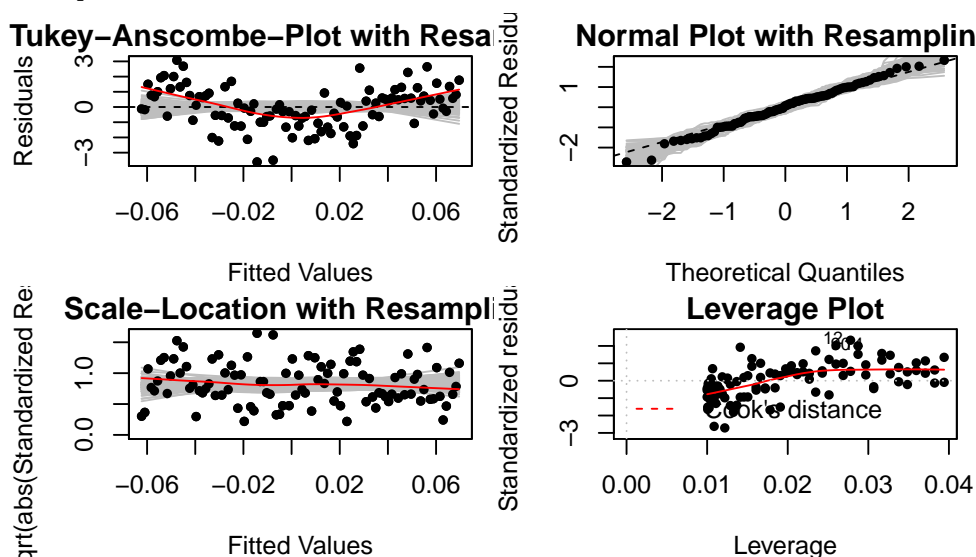 Tukey−Anscombe−Plot with Resa
Residuals
3
0
−3
−0.06 −0.02 0.02 0.06
Fitted Values
Normal Plot with Resamplin
Standardized Residu
1
−2
−2 −1 0 1 2
Theoretical Quantiles
Scale−Location with Resampli
qrt(abs(Standardized Re
1.0
0.0
−0.06 −0.02 0.02 0.06
Fitted Values
Leverage Plot
Standardized residu
0
−3
Cook's distance
0.00 0.01 0.02 0.03 0.04
Leverage